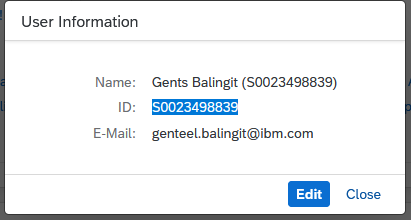 User Information
Name: Gents Balingit (S0023498839)
ID: S0023498839
E-Mail: genteel.balingit@ibm.com
Edit Close